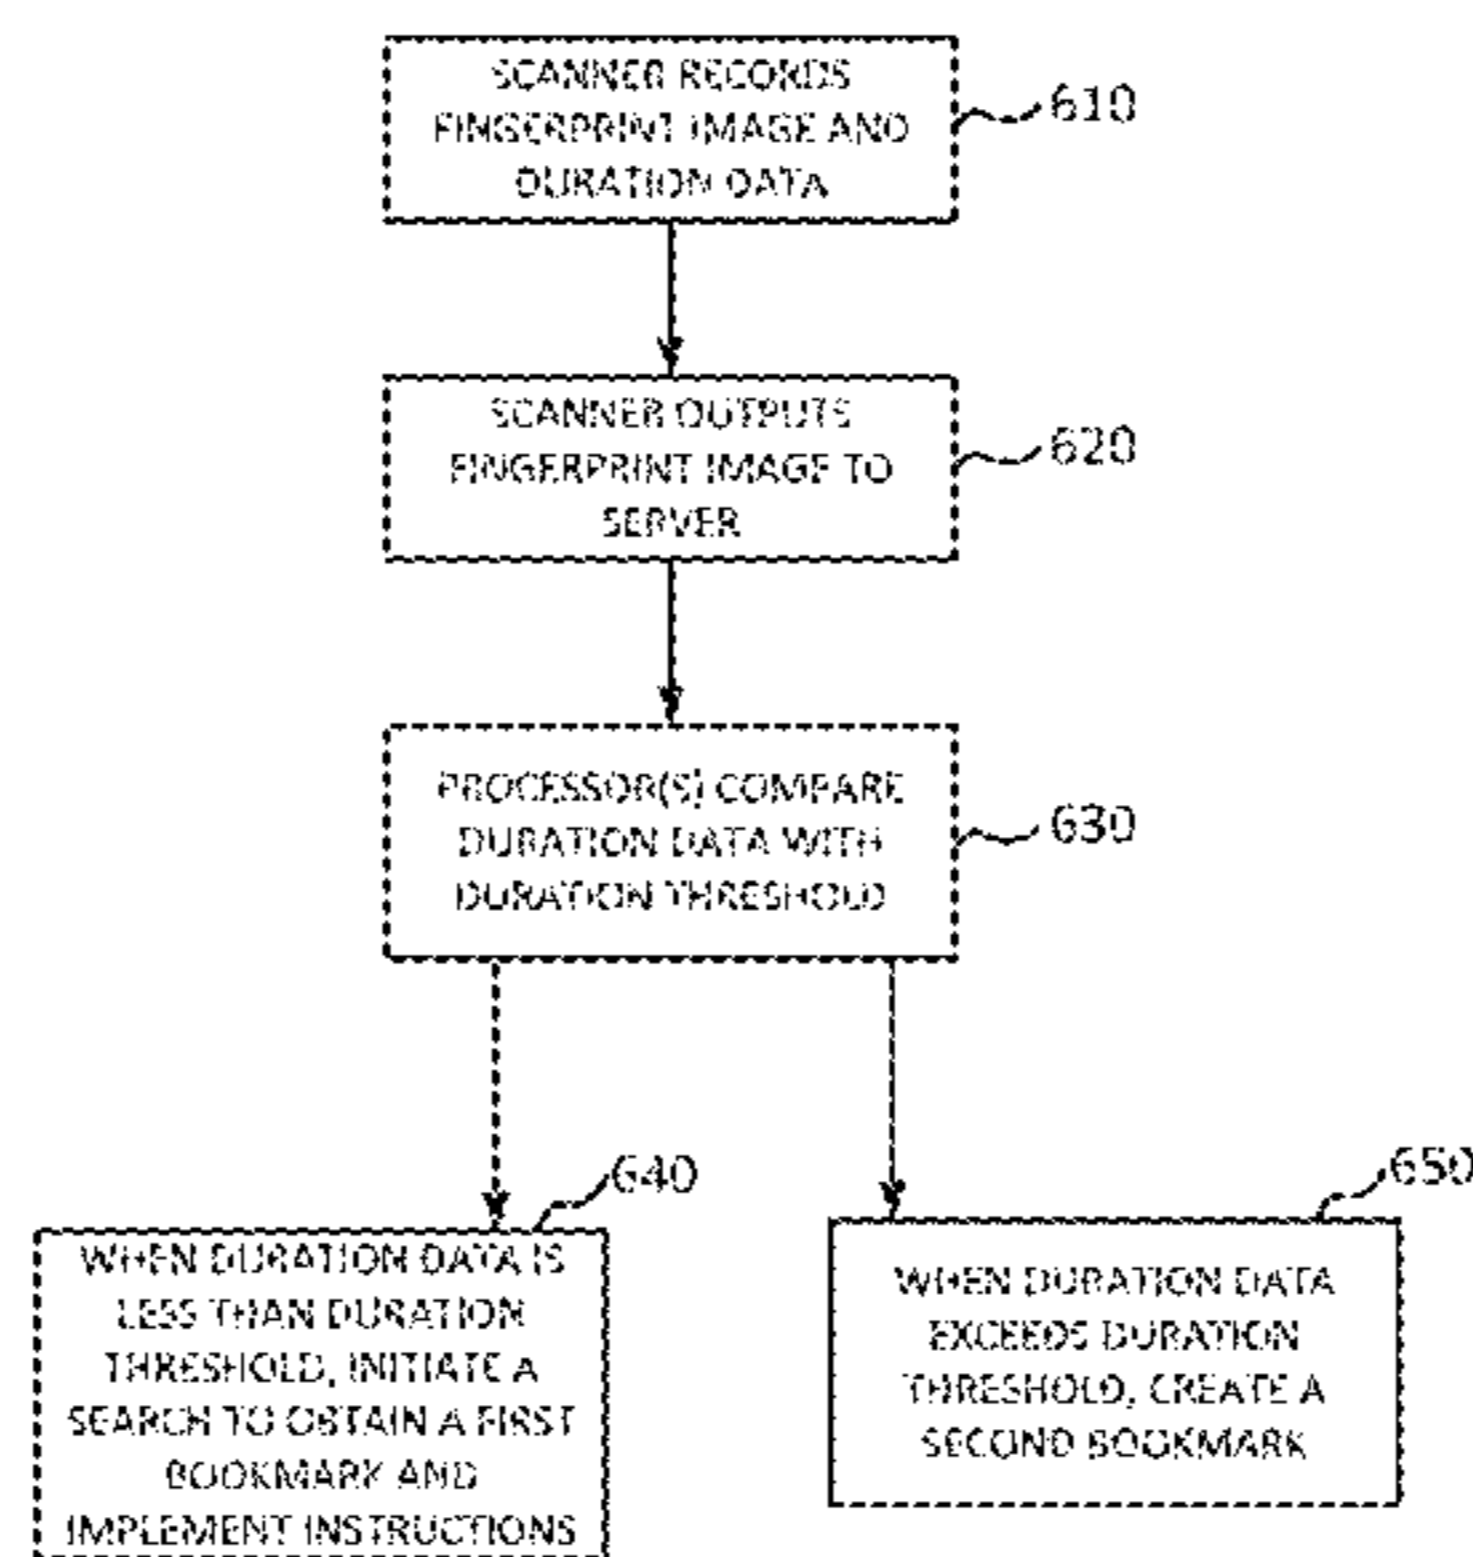 SCANNER RECORDS
FINGERPRINT IMAGE AND
DURATION DATA
610
SCANNER OUTPUTS
FINGERPRINT IMAGE TO
SERVER
620
PROCESSOR(S) COMPARE
DURATION DATA WITH
DURATION THRESHOLD
630
640
WHEN DURATION DATA IS
LESS THAN DURATION
THRESHOLD, INITIATE A
SEARCH TO OBTAIN A FIRST
BOOKMARK AND
IMPLEMENT INSTRUCTIONS
650
WHEN DURATION DATA
EXCEEDS DURATION
THRESHOLD, CREATE A
SECOND BOOKMARK